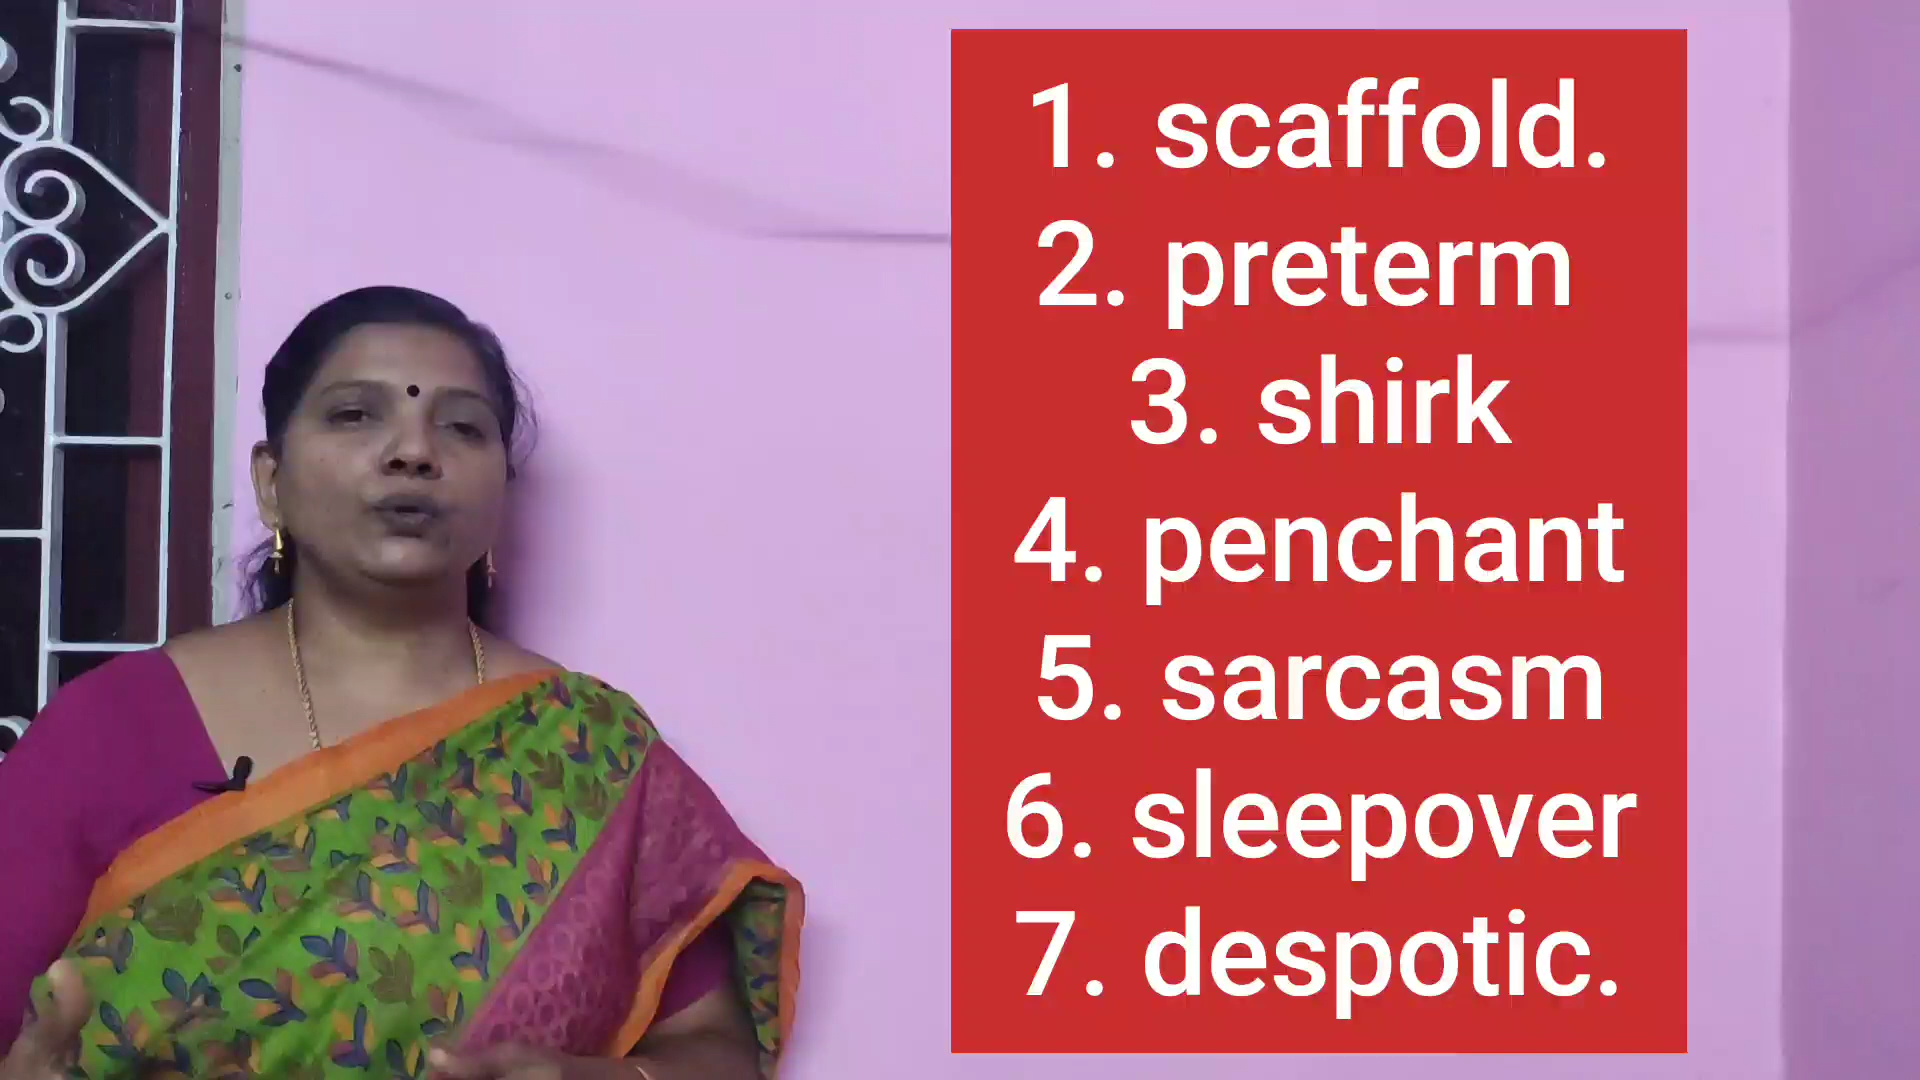 1. scaffold.
2. preterm
3. shirk
4. penchant
5. sarcasm
6. sleepover
7. despotic.